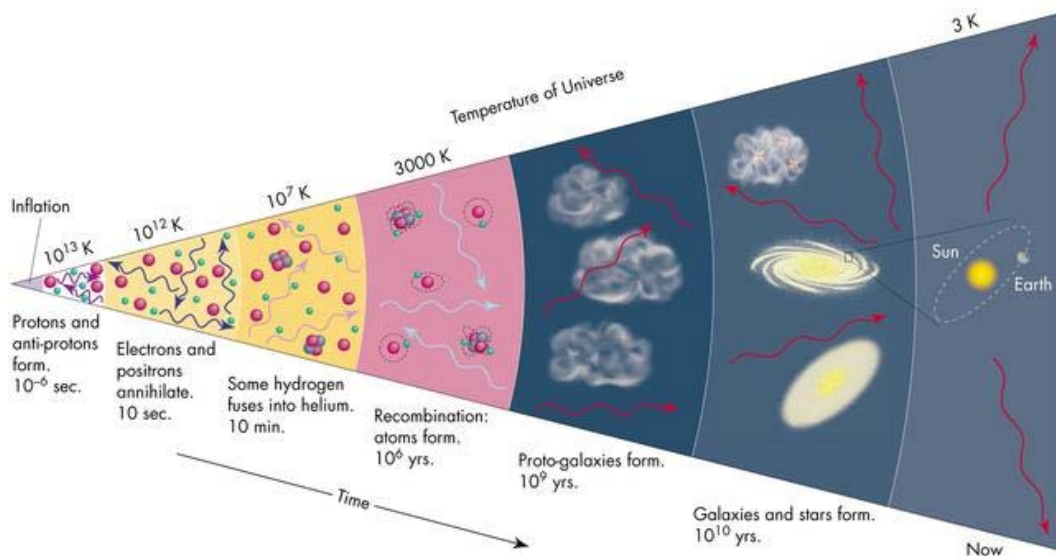 3 K
Temperature of Universe
3000 K
10⁷ K
10¹² K
10¹³ K
Inflation
Sun
Earth
Protons and
anti-protons
form.
10⁻⁶ sec.
Electrons and
positrons
annihilate.
10 sec.
Some hydrogen
fuses into helium.
10 min.
Recombination:
atoms form.
10⁶ yrs.
Proto-galaxies form.
10⁹ yrs.
Galaxies and stars form.
10¹⁰ yrs.
Time
Now